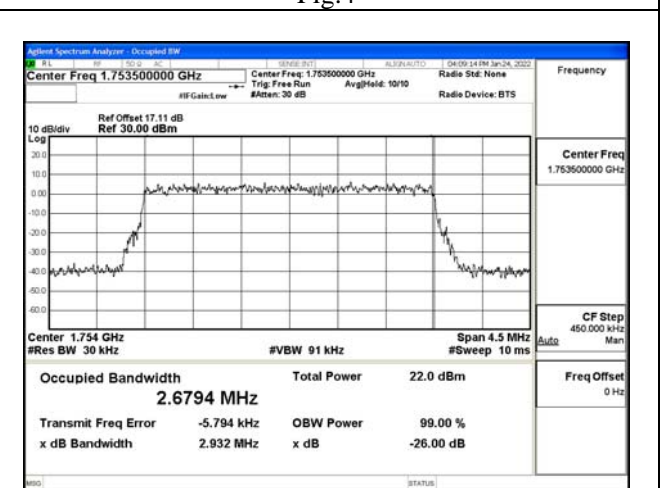 Fig.4
Agilent Spectrum Analyzer - Occupied BW
RL RF 50 Ω AC SENSE:INT ALIGN AUTO 04:09:14 PM Jan 24, 2022
Center Freq 1.753500000 GHz
Center Freq: 1.753500000 GHz
Radio Std: None
Frequency
Trig: Free Run Avg|Hold: 10/10
#IFGain:Low #Atten: 30 dB Radio Device: BTS
Ref Offset 17.11 dB
10 dB/div Ref 30.00 dBm
Log
20.0
10.0
0.00
-10.0
-20.0
-30.0
-40.0
-50.0
-60.0
Center 1.754 GHz Span 4.5 MHz
#Res BW 30 kHz #VBW 91 kHz #Sweep 10 ms
Occupied Bandwidth Total Power 22.0 dBm
2.6794 MHz
Transmit Freq Error -5.794 kHz OBW Power 99.00 %
x dB Bandwidth 2.932 MHz x dB -26.00 dB
Center Freq
1.753500000 GHz
CF Step
450.000 kHz
Auto Man
Freq Offset
0 Hz
MSG STATUS